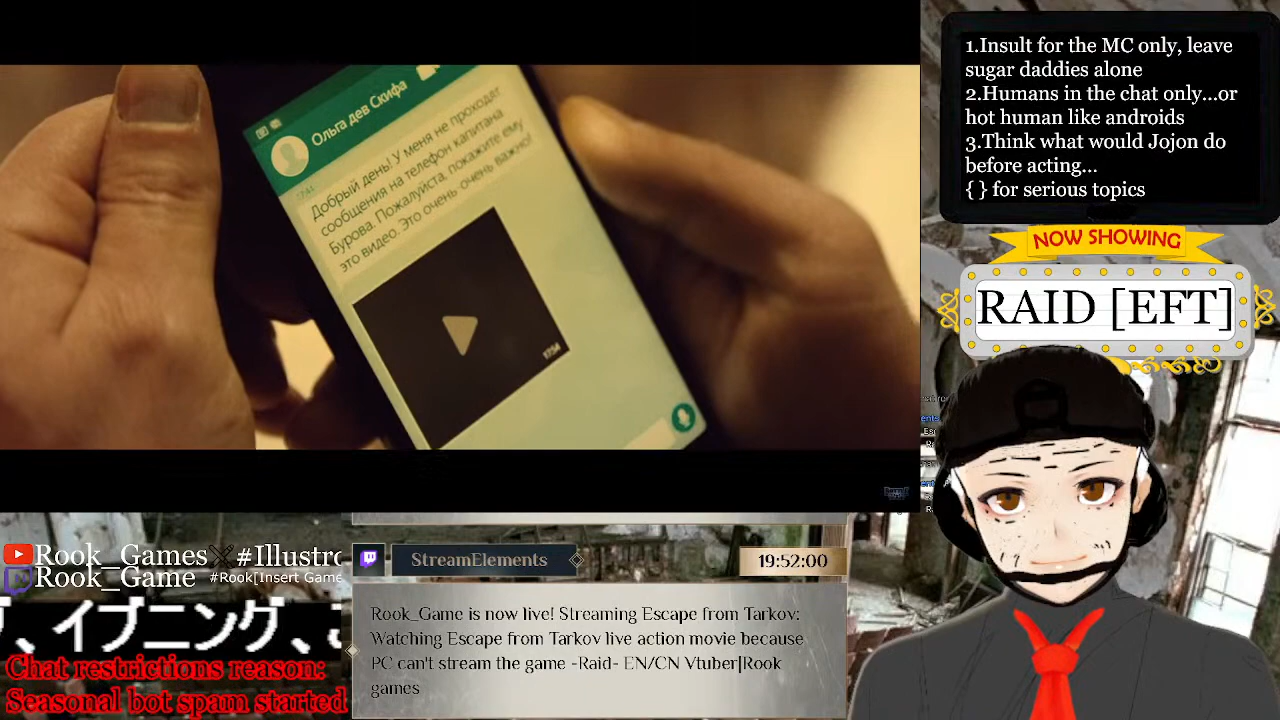 Ольга дев Скифа
17:41
Добрый день! У меня не проходят
сообщения на телефон капитана
Бурова. Пожалуйста, покажите ему
это видео. Это очень-очень важно!
17:54
1.Insult for the MC only, leave
sugar daddies alone
2.Humans in the chat only...or
hot human like androids
3.Think what would Jojon do
before acting...
{ } for serious topics
NOW SHOWING
RAID [EFT]
Rook_Games
#Illustr
Rook_Game
#Rook[Insert Game
イブニング、
Chat restrictions reason:
Seasonal bot spam started
StreamElements
19:52:00
Rook_Game is now live! Streaming Escape from Tarkov:
Watching Escape from Tarkov live action movie because
PC can't stream the game -Raid- EN/CN Vtuber|Rook
games